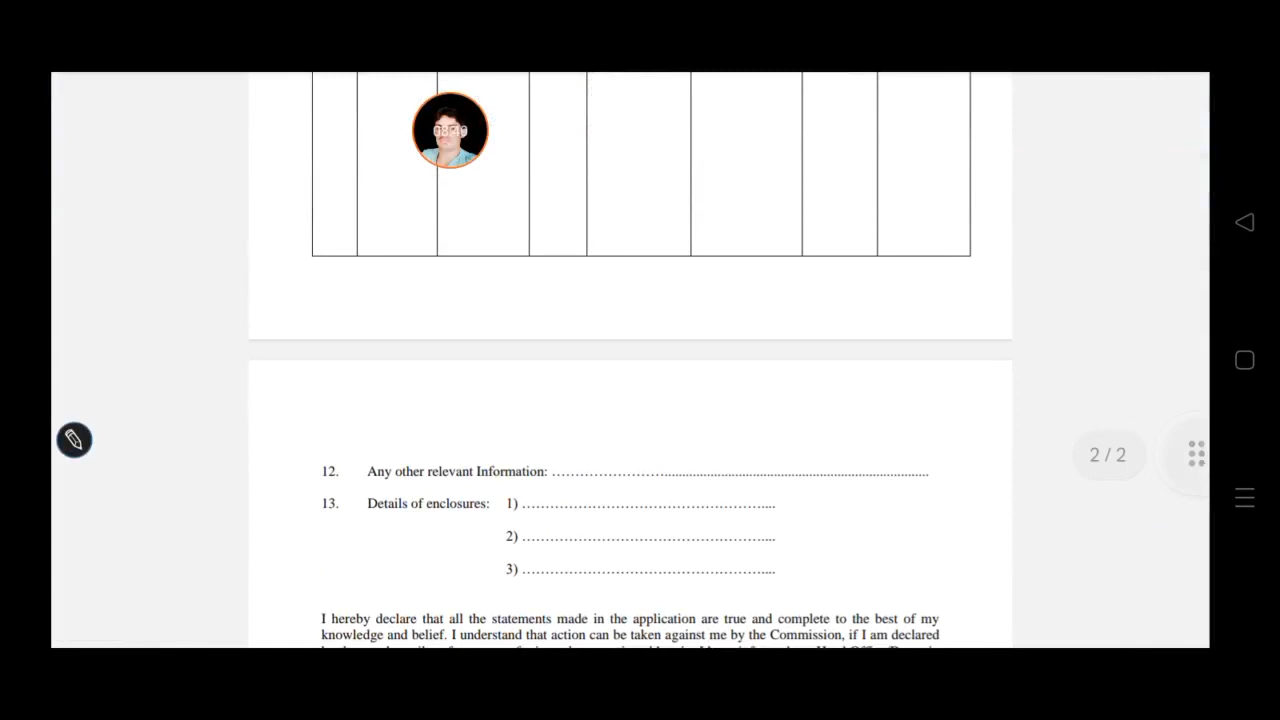 12. Any other relevant Information: ……………………...........................................................................
13. Details of enclosures: 1) ……………………………………………....
2) ……………………………………………....
3) ……………………………………………....
I hereby declare that all the statements made in the application are true and complete to the best of my
knowledge and belief. I understand that action can be taken against me by the Commission, if I am declared
2 / 2